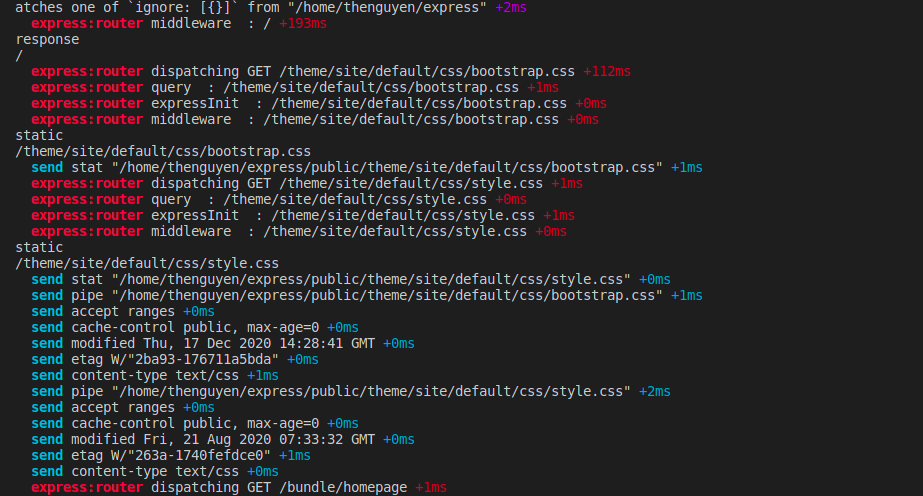 atches one of `ignore: [{}]` from "/home/thenguyen/express" +2ms
express:router middleware  : / +193ms
response
/
express:router dispatching GET /theme/site/default/css/bootstrap.css +112ms
express:router query  : /theme/site/default/css/bootstrap.css +1ms
express:router expressInit  : /theme/site/default/css/bootstrap.css +0ms
express:router middleware  : /theme/site/default/css/bootstrap.css +0ms
static
/theme/site/default/css/bootstrap.css
send stat "/home/thenguyen/express/public/theme/site/default/css/bootstrap.css" +1ms
express:router dispatching GET /theme/site/default/css/style.css +1ms
express:router query  : /theme/site/default/css/style.css +0ms
express:router expressInit  : /theme/site/default/css/style.css +1ms
express:router middleware  : /theme/site/default/css/style.css +0ms
static
/theme/site/default/css/style.css
send stat "/home/thenguyen/express/public/theme/site/default/css/style.css" +0ms
send pipe "/home/thenguyen/express/public/theme/site/default/css/bootstrap.css" +1ms
send accept ranges +0ms
send cache-control public, max-age=0 +0ms
send modified Thu, 17 Dec 2020 14:28:41 GMT +0ms
send etag W/"2ba93-176711a5bda" +0ms
send content-type text/css +1ms
send pipe "/home/thenguyen/express/public/theme/site/default/css/style.css" +2ms
send accept ranges +0ms
send cache-control public, max-age=0 +0ms
send modified Fri, 21 Aug 2020 07:33:32 GMT +0ms
send etag W/"263a-1740fefdce0" +1ms
send content-type text/css +0ms
express:router dispatching GET /bundle/homepage +1ms